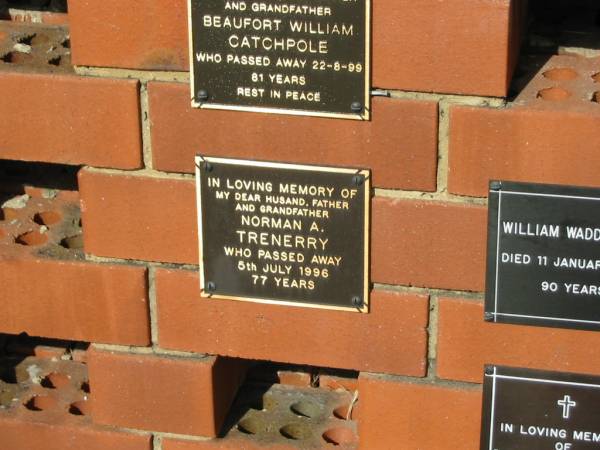 AND GRANDFATHER
BEAUFORT WILLIAM
CATCHPOLE
WHO PASSED AWAY 22-8-99
81 YEARS
REST IN PEACE
IN LOVING MEMORY OF
MY DEAR HUSAND, FATHER
AND GRANDFATHER
NORMAN A.
TRENERRY
WHO PASSED AWAY
5th JULY 1996
77 YEARS
WILLIAM WADD
DIED 11 JANUAR
90 YEARS
IN LOVING MEM
OF